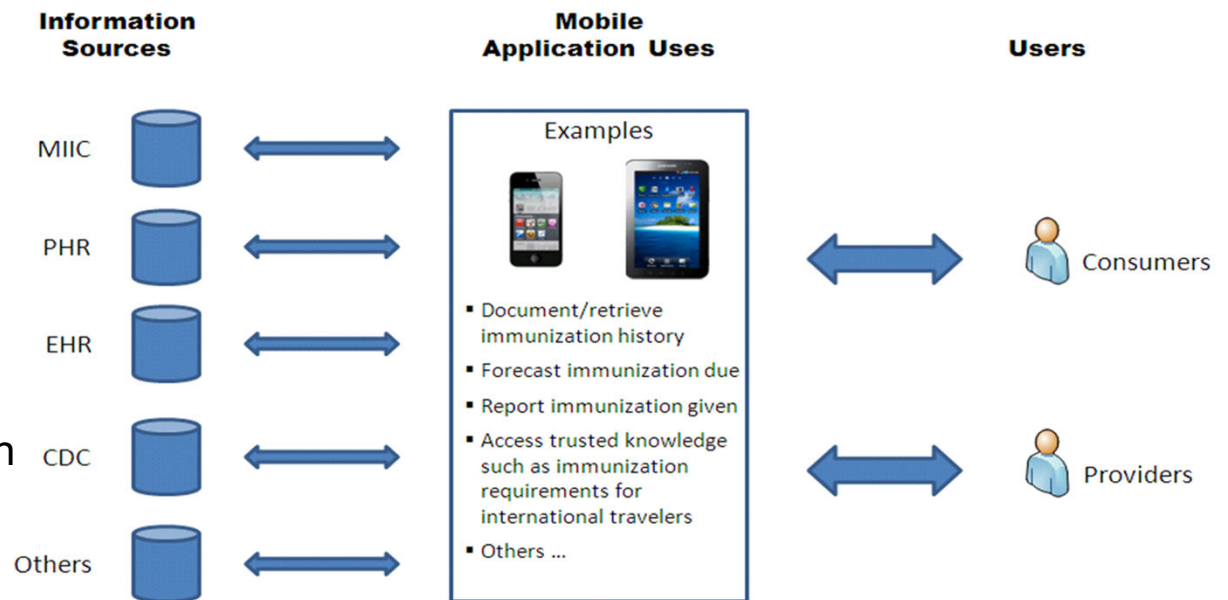 Information
Sources
Mobile
Application Uses
Users
MIIC
PHR
EHR
CDC
Others
Examples
▪ Document/retrieve
immunization history
▪ Forecast immunization due
▪ Report immunization given
▪ Access trusted knowledge
such as immunization
requirements for
international travelers
▪ Others ...
Consumers
Providers